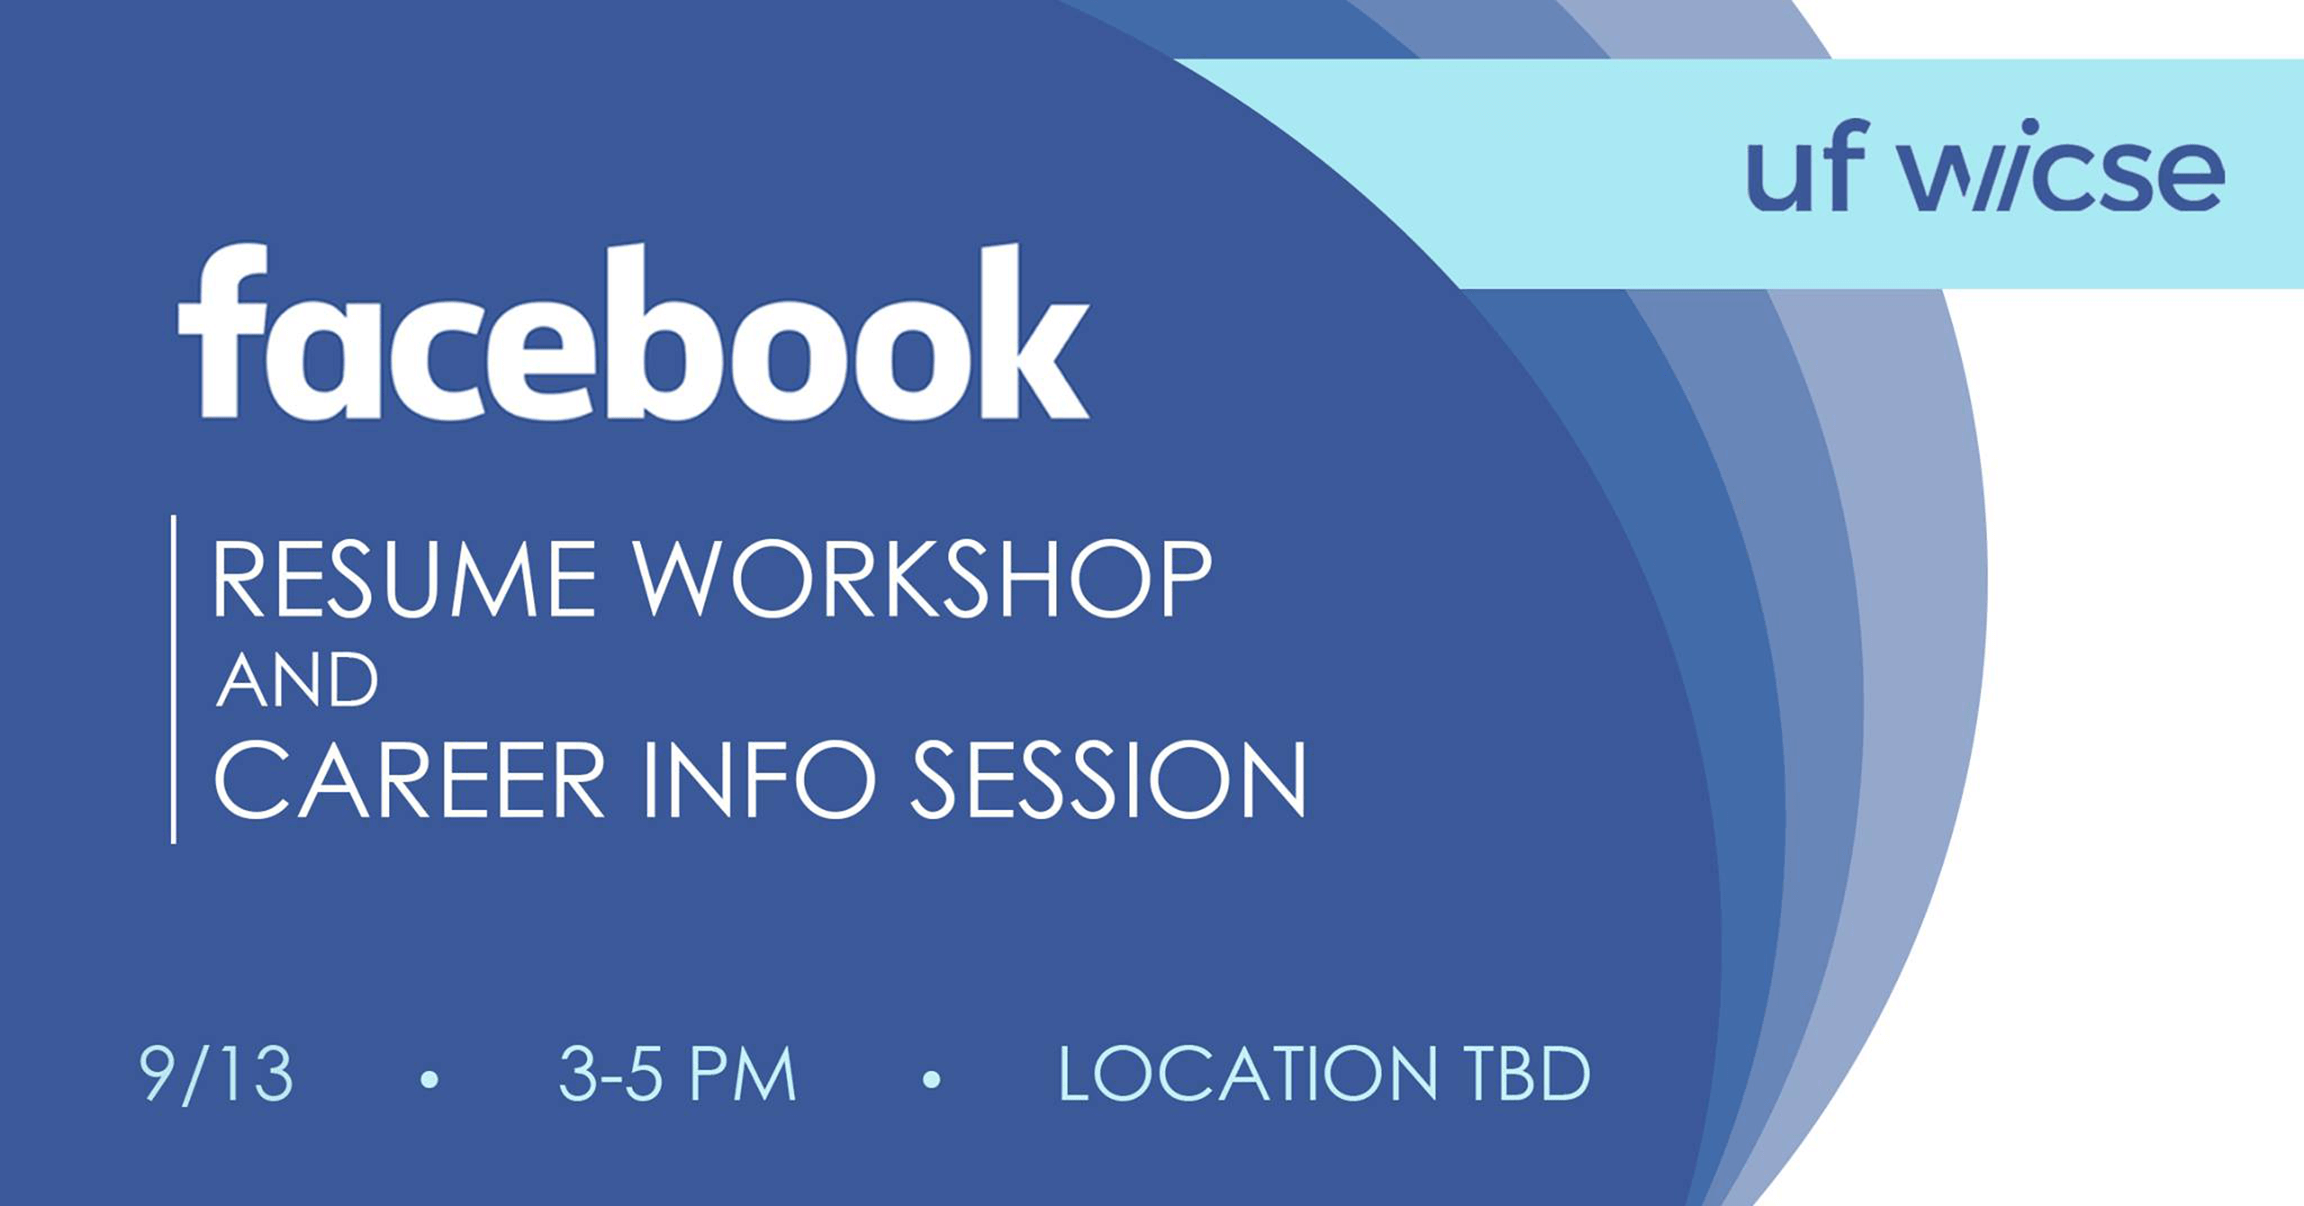 uf wicse
facebook
RESUME WORKSHOP
AND
CAREER INFO SESSION
9/13 • 3-5 PM • LOCATION TBD